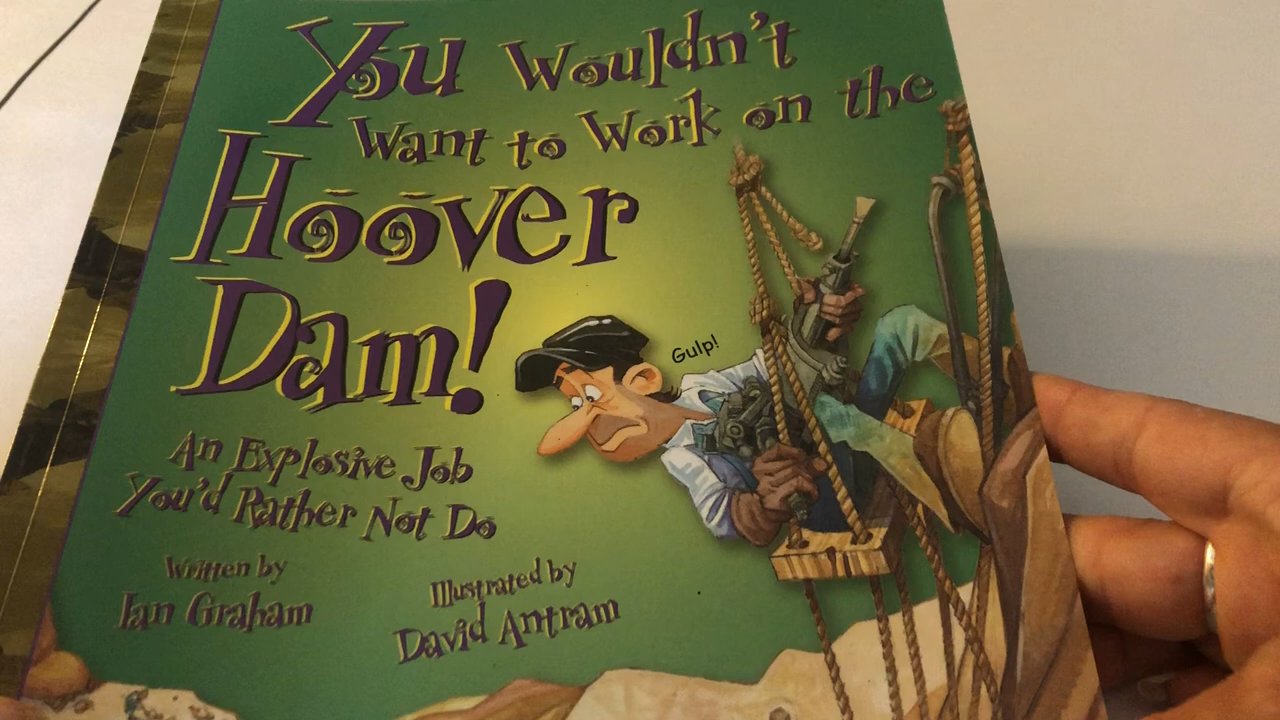 You Wouldn't
Want to Work on the
Hoover
Dam!
Gulp!
An Explosive Job
You'd Rather Not Do
Written by
Ian Graham
Illustrated by
David Antram